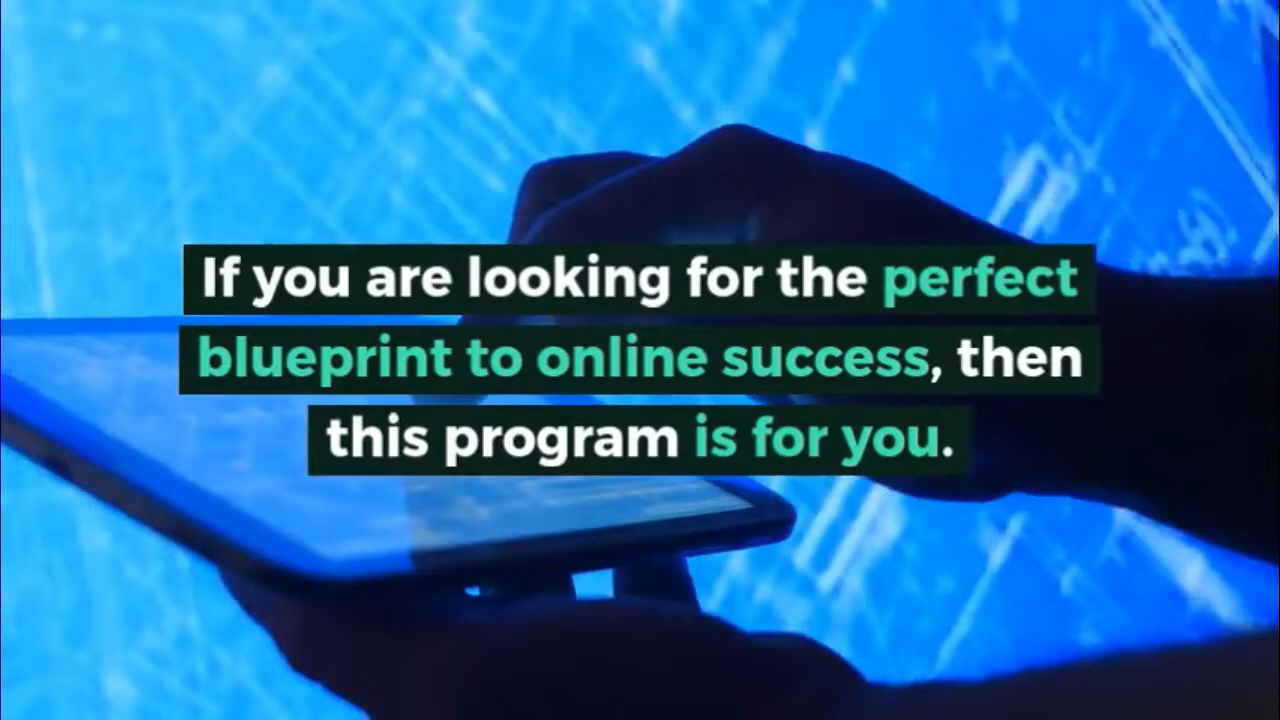 If you are looking for the perfect
blueprint to online success, then
this program is for you.